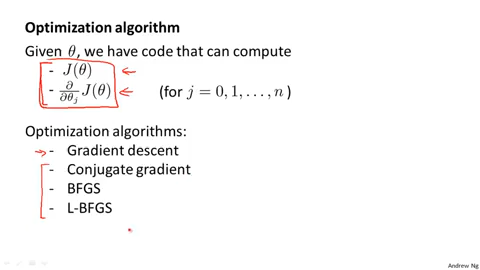 Optimization algorithm
Given θ, we have code that can compute
- J(θ)
- ∂/∂θⱼ J(θ) (for j = 0, 1, . . . , n )
Optimization algorithms:
- Gradient descent
- Conjugate gradient
- BFGS
- L-BFGS
Andrew Ng